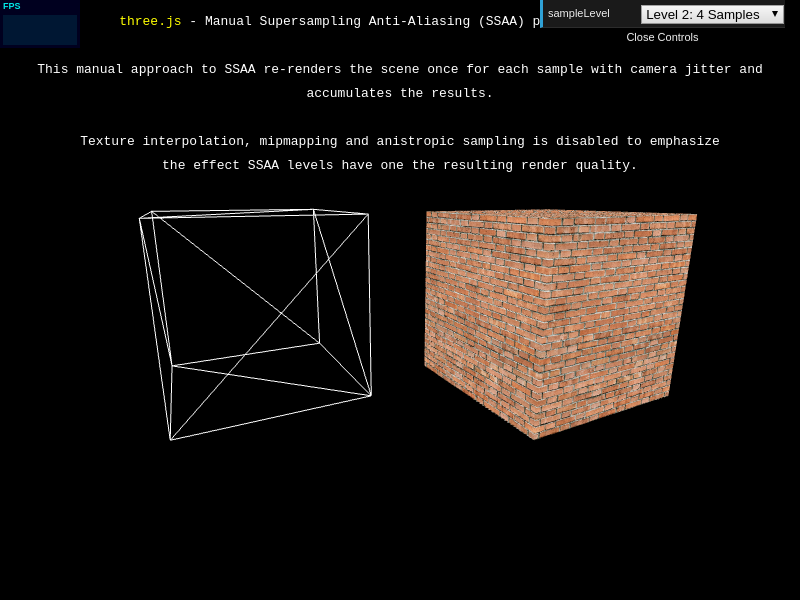 FPS
three.js - Manual Supersampling Anti-Aliasing (SSAA) p
sampleLevel
Level 2: 4 Samples
Close Controls
This manual approach to SSAA re-renders the scene once for each sample with camera jitter and
accumulates the results.
Texture interpolation, mipmapping and anistropic sampling is disabled to emphasize
the effect SSAA levels have one the resulting render quality.